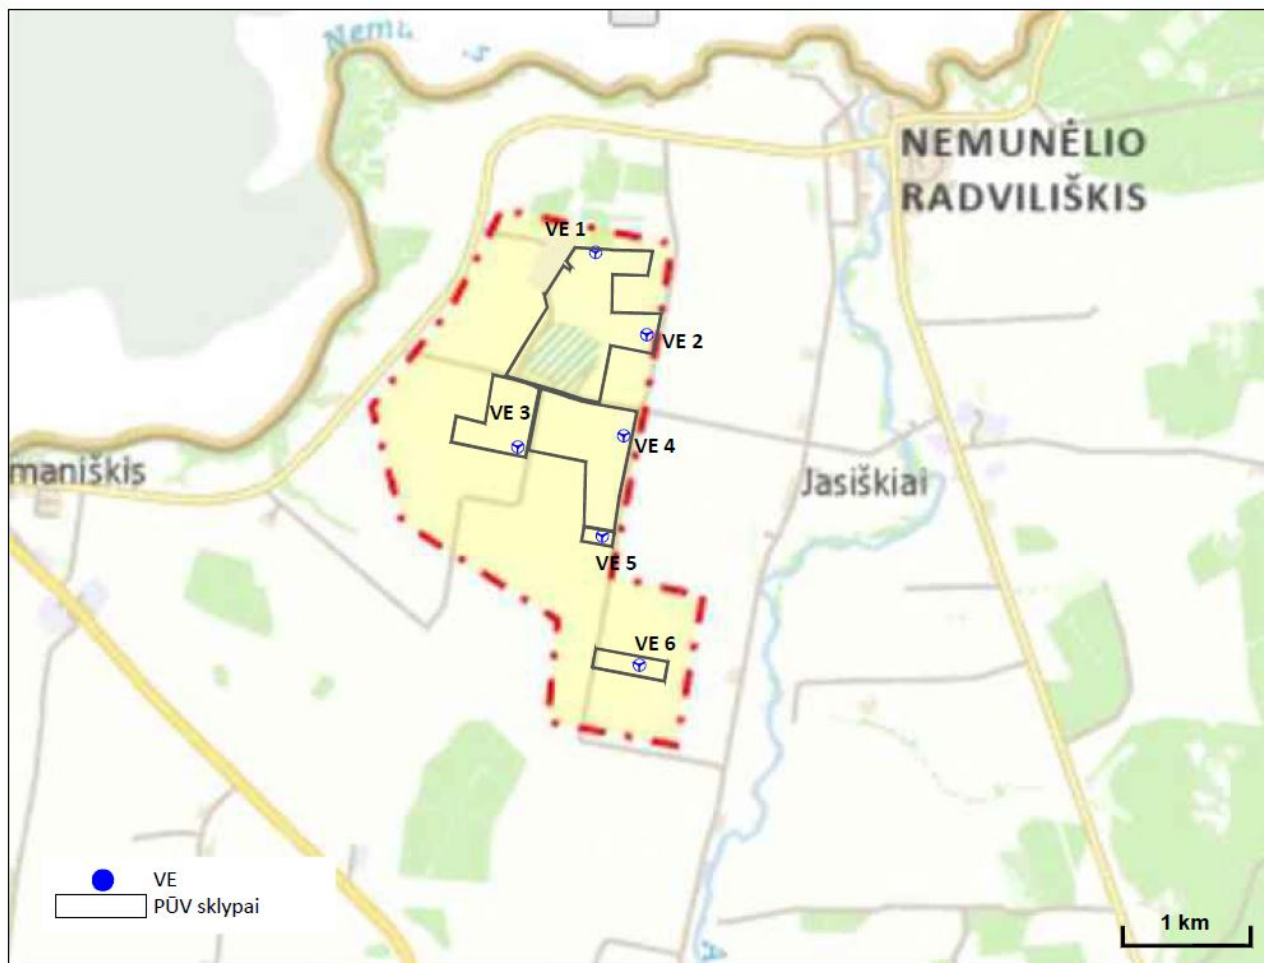 Nem
NEMUNĖLIO
RADVILIŠKIS
VE 1
VE 2
VE 3
VE 4
maniškis
Jasiškiai
VE 5
VE 6
VE
PŪV sklypai
1 km